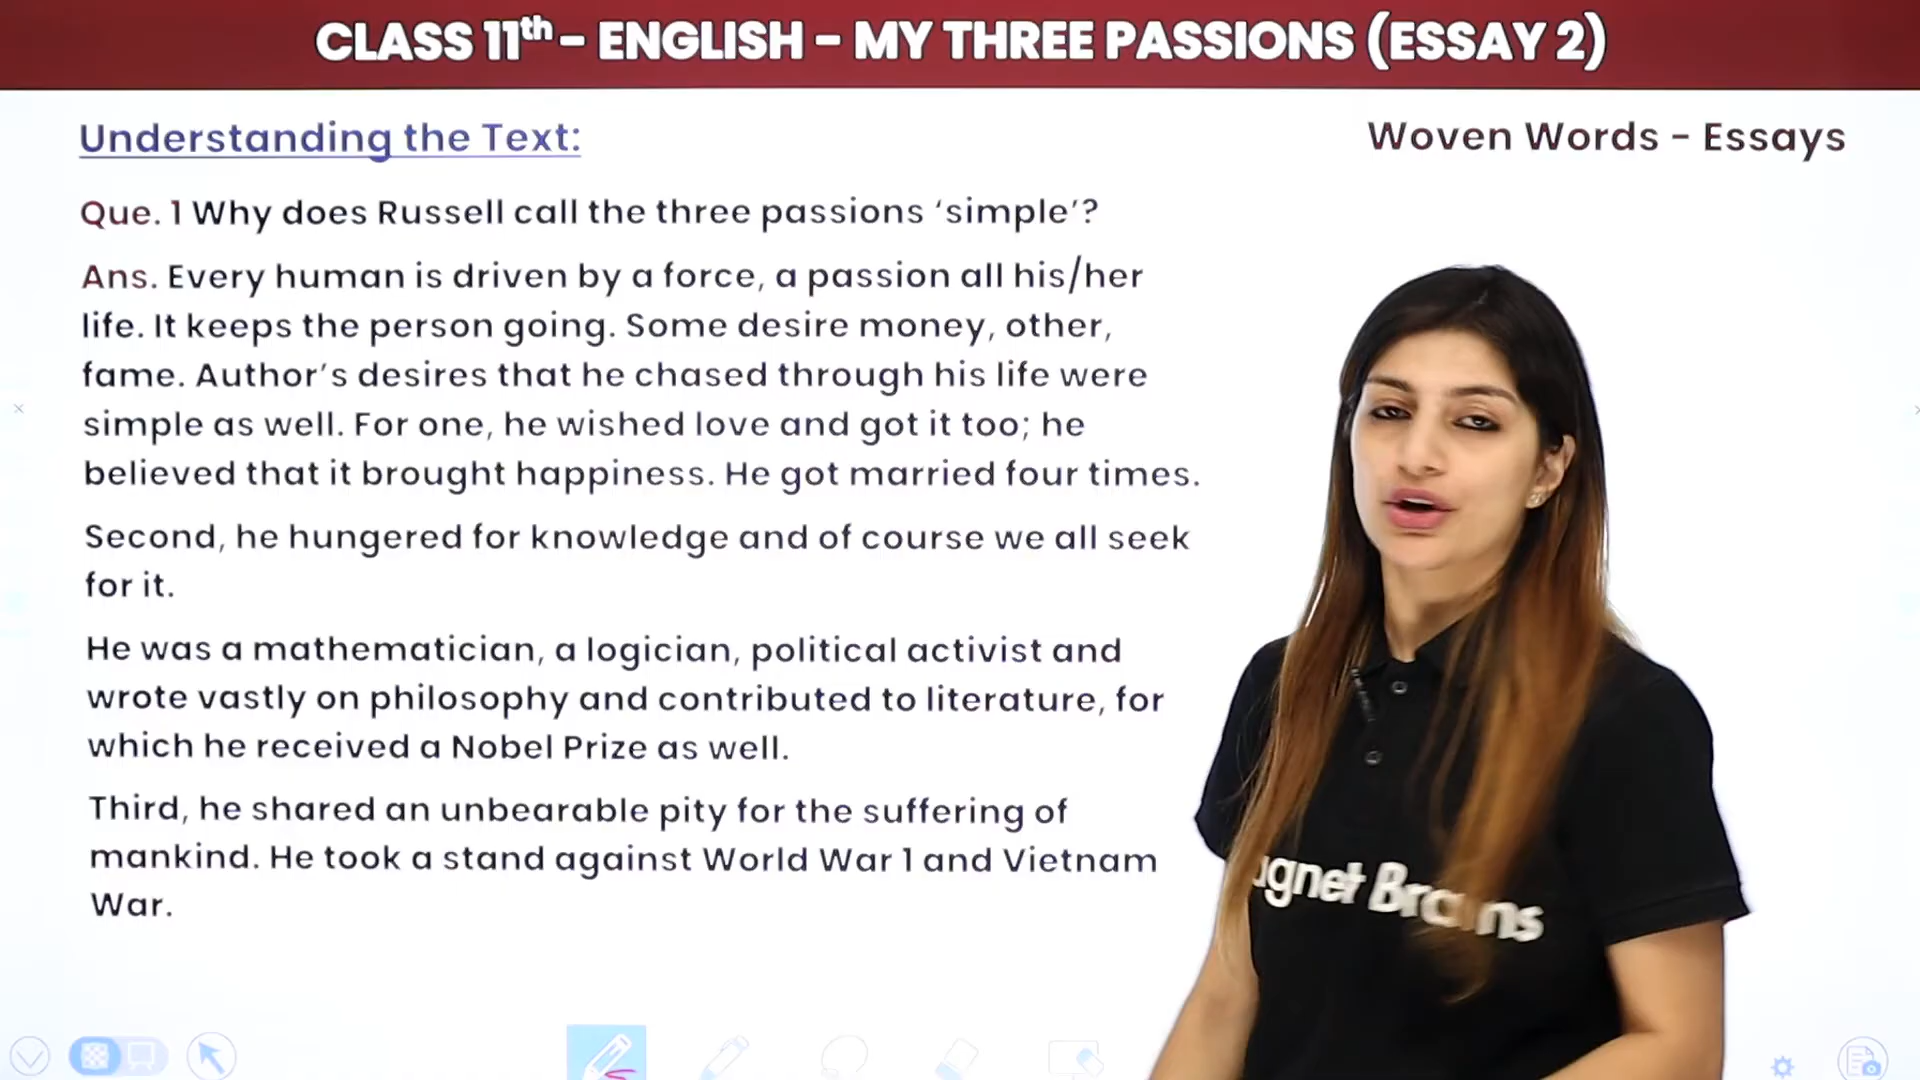 CLASS 11th - ENGLISH - MY THREE PASSIONS (ESSAY 2)
Understanding the Text:
Woven Words - Essays
Que. 1 Why does Russell call the three passions ‘simple’?
Ans. Every human is driven by a force, a passion all his/her
life. It keeps the person going. Some desire money, other,
fame. Author’s desires that he chased through his life were
simple as well. For one, he wished love and got it too; he
believed that it brought happiness. He got married four times.
Second, he hungered for knowledge and of course we all seek
for it.
He was a mathematician, a logician, political activist and
wrote vastly on philosophy and contributed to literature, for
which he received a Nobel Prize as well.
Third, he shared an unbearable pity for the suffering of
mankind. He took a stand against World War 1 and Vietnam
War.